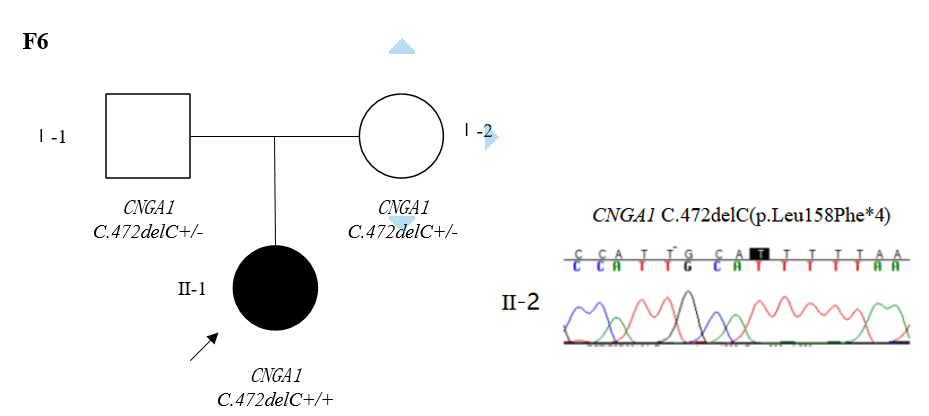 F6
I -1
I -2
CNGA1
C.472delC+/-
CNGA1
C.472delC+/-
II-1
CNGA1
C.472delC+/+
CNGA1 C.472delC(p.Leu158Phe*4)
C C A T T G C A T T T T T A A
C C A T T G C A T T T T T A A
II-2